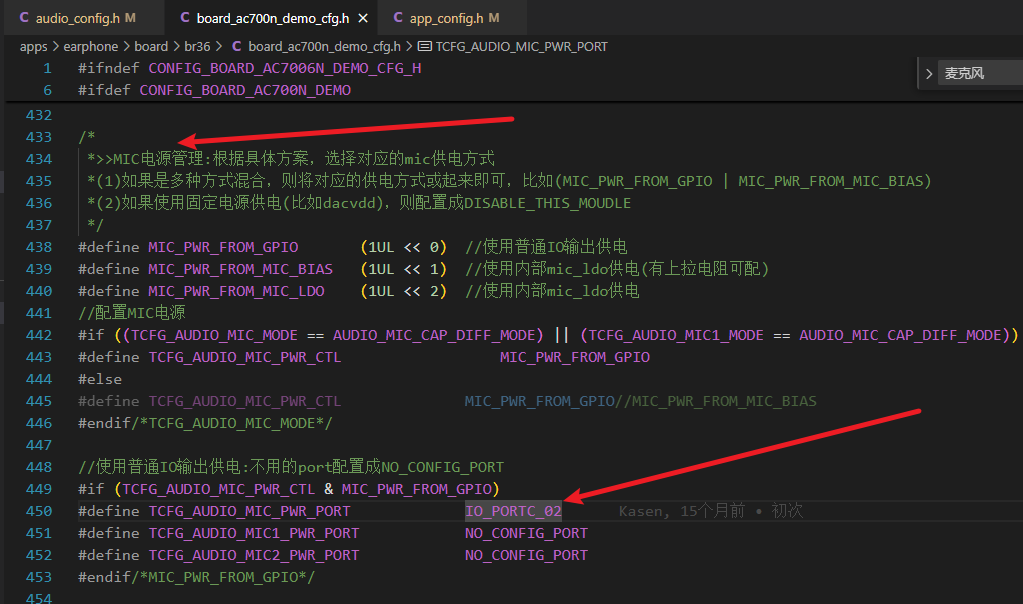 C audio_config.h M C board_ac700n_demo_cfg.h × C app_config.h M
apps > earphone > board > br36 > C board_ac700n_demo_cfg.h > TCFG_AUDIO_MIC_PWR_PORT
1 #ifndef CONFIG_BOARD_AC7006N_DEMO_CFG_H
> 麦克风
6 #ifdef CONFIG_BOARD_AC700N_DEMO
432
433 /*
434 *>>MIC电源管理:根据具体方案，选择对应的mic供电方式
435 *(1)如果是多种方式混合，则将对应的供电方式或起来即可，比如(MIC_PWR_FROM_GPIO | MIC_PWR_FROM_MIC_BIAS)
436 *(2)如果使用固定电源供电(比如dacvdd)，则配置成DISABLE_THIS_MOUDLE
437 */
438 #define MIC_PWR_FROM_GPIO (1UL << 0) //使用普通IO输出供电
439 #define MIC_PWR_FROM_MIC_BIAS (1UL << 1) //使用内部mic_ldo供电(有上拉电阻可配)
440 #define MIC_PWR_FROM_MIC_LDO (1UL << 2) //使用内部mic_ldo供电
441 //配置MIC电源
442 #if ((TCFG_AUDIO_MIC_MODE == AUDIO_MIC_CAP_DIFF_MODE) || (TCFG_AUDIO_MIC1_MODE == AUDIO_MIC_CAP_DIFF_MODE))
443 #define TCFG_AUDIO_MIC_PWR_CTL MIC_PWR_FROM_GPIO
444 #else
445 #define TCFG_AUDIO_MIC_PWR_CTL MIC_PWR_FROM_GPIO//MIC_PWR_FROM_MIC_BIAS
446 #endif/*TCFG_AUDIO_MIC_MODE*/
447
448 //使用普通IO输出供电:不用的port配置成NO_CONFIG_PORT
449 #if (TCFG_AUDIO_MIC_PWR_CTL & MIC_PWR_FROM_GPIO)
450 #define TCFG_AUDIO_MIC_PWR_PORT IO_PORTC_02 Kasen, 15个月前 • 初次
451 #define TCFG_AUDIO_MIC1_PWR_PORT NO_CONFIG_PORT
452 #define TCFG_AUDIO_MIC2_PWR_PORT NO_CONFIG_PORT
453 #endif/*MIC_PWR_FROM_GPIO*/
454